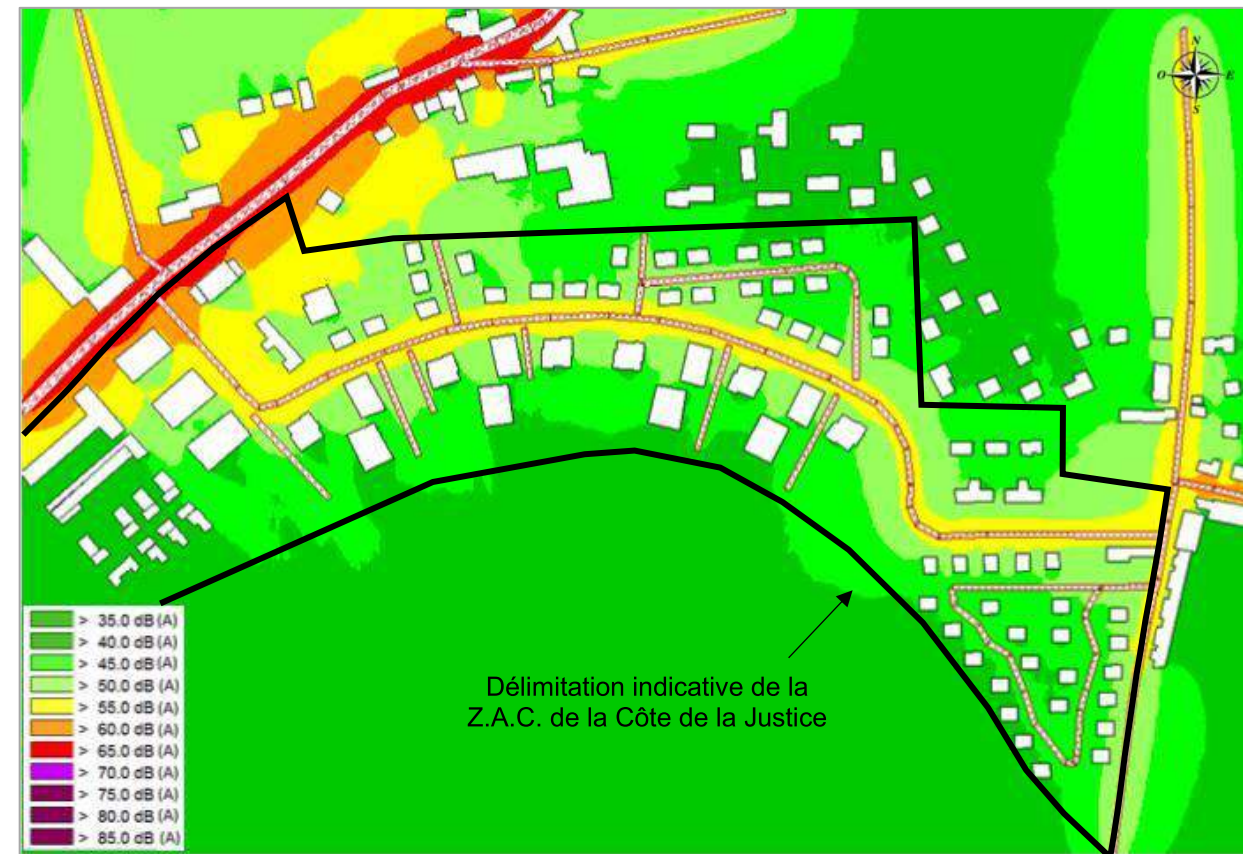 N
O
E
S
> 35.0 dB (A)
> 40.0 dB (A)
> 45.0 dB (A)
> 50.0 dB (A)
> 55.0 dB (A)
> 60.0 dB (A)
> 65.0 dB (A)
> 70.0 dB (A)
> 75.0 dB (A)
> 80.0 dB (A)
> 85.0 dB (A)
Délimitation indicative de la
Z.A.C. de la Côte de la Justice